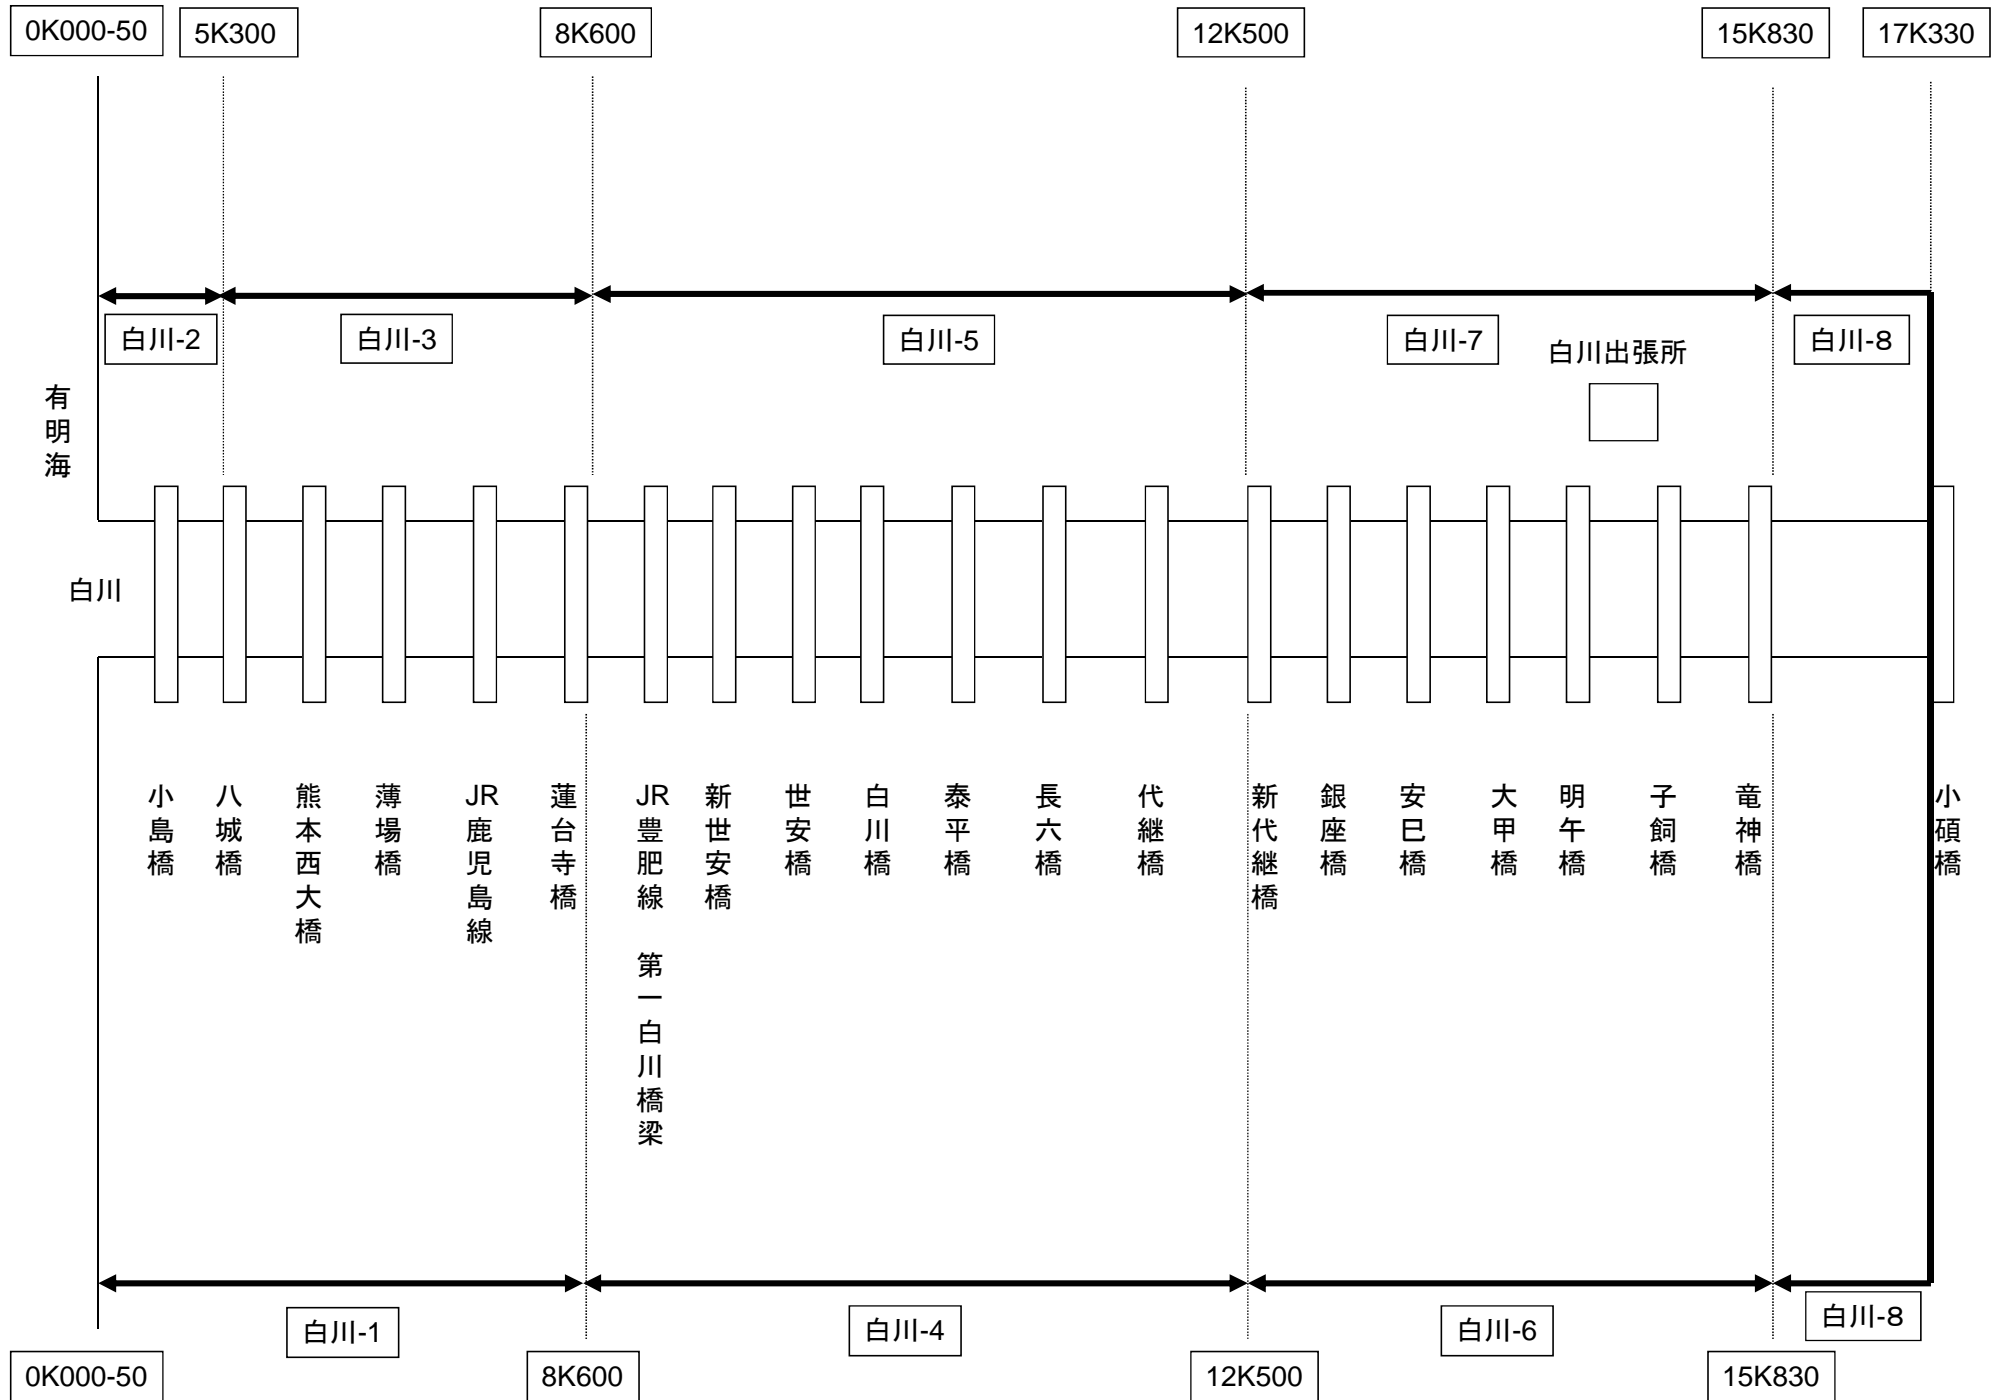 0K000-50
5K300
8K600
12K500
15K830
17K330
白川-2
白川-3
白川-5
白川-7
白川-8
白川出張所
有明海
白川
小島橋
八城橋
熊本西大橋
薄場橋
JR鹿児島線
蓮台寺橋
JR豊肥線 第一白川橋梁
新世安橋
世安橋
白川橋
泰平橋
長六橋
代継橋
新代継橋
銀座橋
安巳橋
大甲橋
明午橋
子飼橋
竜神橋
小碩橋
白川-1
白川-4
白川-6
白川-8
0K000-50
8K600
12K500
15K830